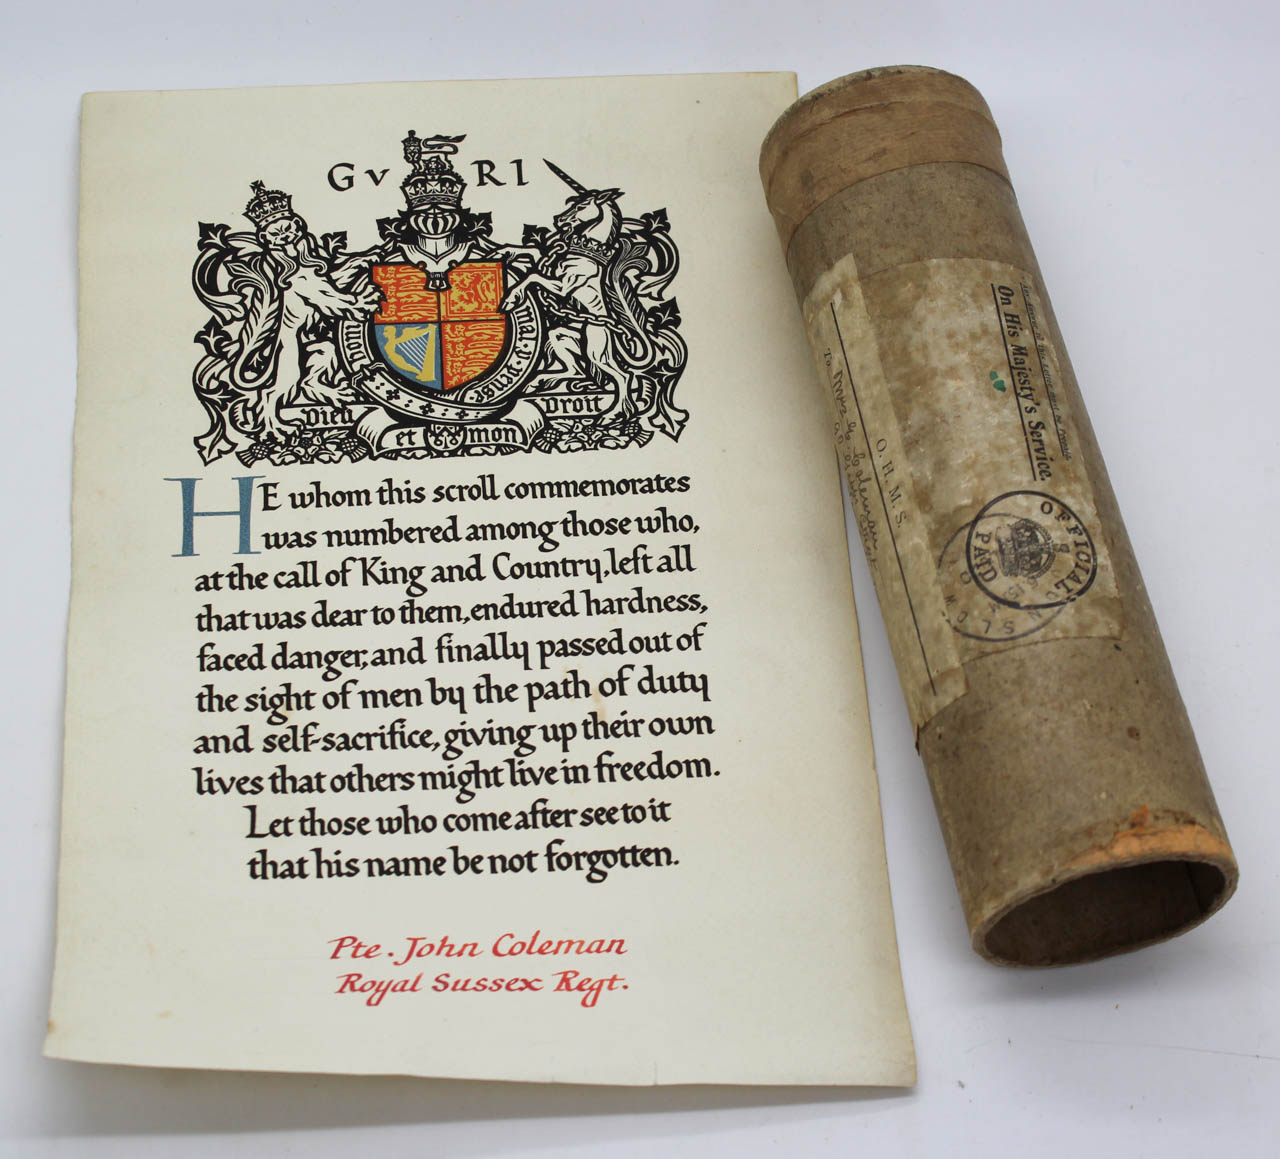 GV RI
Honi
mal·y·pense
Dieu et mon Droit
HE whom this scroll commemorates
was numbered among those who,
at the call of King and Country, left all
that was dear to them, endured hardness,
faced danger, and finally passed out of
the sight of men by the path of duty
and self-sacrifice, giving up their own
lives that others might live in freedom.
Let those who come after see to it
that his name be not forgotten.
Pte. John Coleman
Royal Sussex Regt.
On His Majesty's Service.
O. H. M. S.
To Mrs
OFFICIAL
PAID